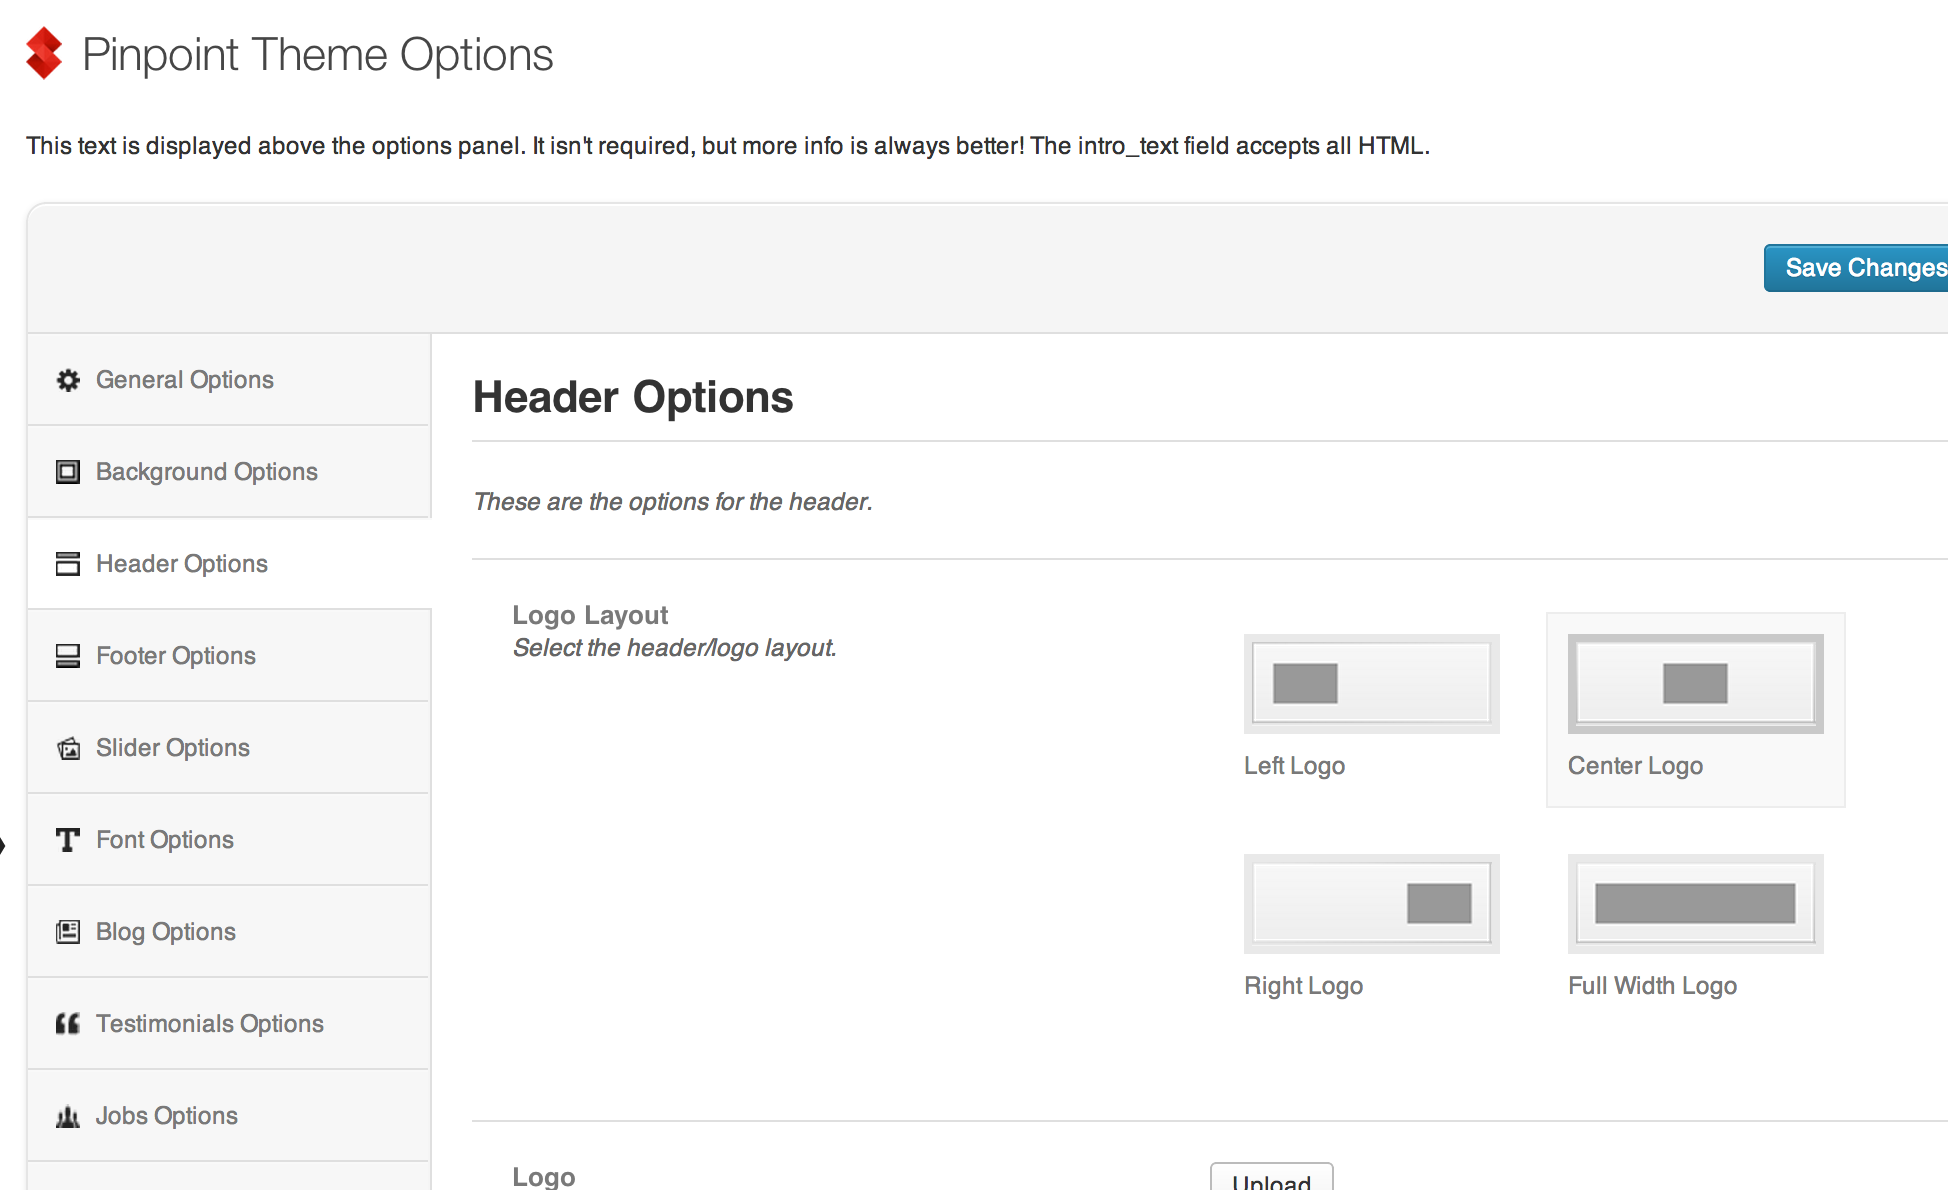 Pinpoint Theme Options
This text is displayed above the options panel. It isn't required, but more info is always better! The intro_text field accepts all HTML.
Save Changes
General Options
Background Options
Header Options
Footer Options
Slider Options
Font Options
Blog Options
Testimonials Options
Jobs Options
Header Options
These are the options for the header.
Logo Layout
Select the header/logo layout.
Left Logo
Center Logo
Right Logo
Full Width Logo
Logo
Upload